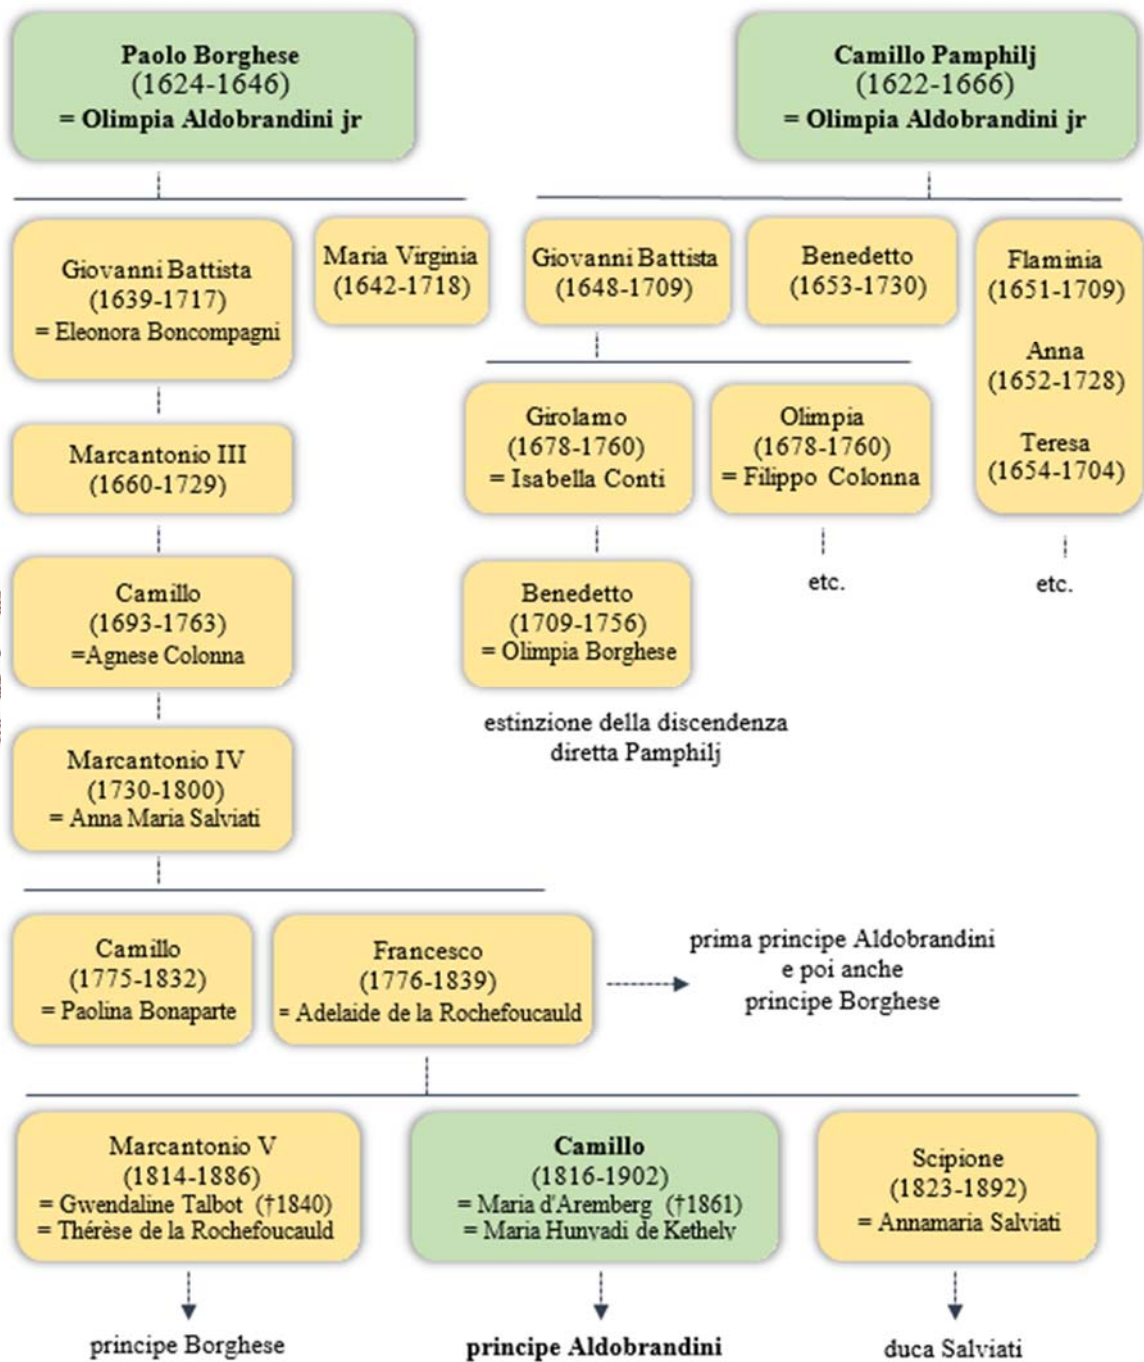 Paolo Borghese
(1624-1646)
= Olimpia Aldobrandini jr
Camillo Pamphilj
(1622-1666)
= Olimpia Aldobrandini jr
Giovanni Battista
(1639-1717)
= Eleonora Boncompagni
Maria Virginia
(1642-1718)
Giovanni Battista
(1648-1709)
Benedetto
(1653-1730)
Flaminia
(1651-1709)
Anna
(1652-1728)
Teresa
(1654-1704)
Marcantonio III
(1660-1729)
Girolamo
(1678-1760)
= Isabella Conti
Olimpia
(1678-1760)
= Filippo Colonna
etc.
etc.
Camillo
(1693-1763)
=Agnese Colonna
Benedetto
(1709-1756)
= Olimpia Borghese
estinzione della discendenza
diretta Pamphilj
Marcantonio IV
(1730-1800)
= Anna Maria Salviati
Camillo
(1775-1832)
= Paolina Bonaparte
Francesco
(1776-1839)
= Adelaide de la Rochefoucauld
prima principe Aldobrandini
e poi anche
principe Borghese
Marcantonio V
(1814-1886)
= Gwendaline Talbot (†1840)
= Thérèse de la Rochefoucauld
Camillo
(1816-1902)
= Maria d'Aremberg (†1861)
= Maria Hunyadi de Kethely
Scipione
(1823-1892)
= Annamaria Salviati
principe Borghese
principe Aldobrandini
duca Salviati